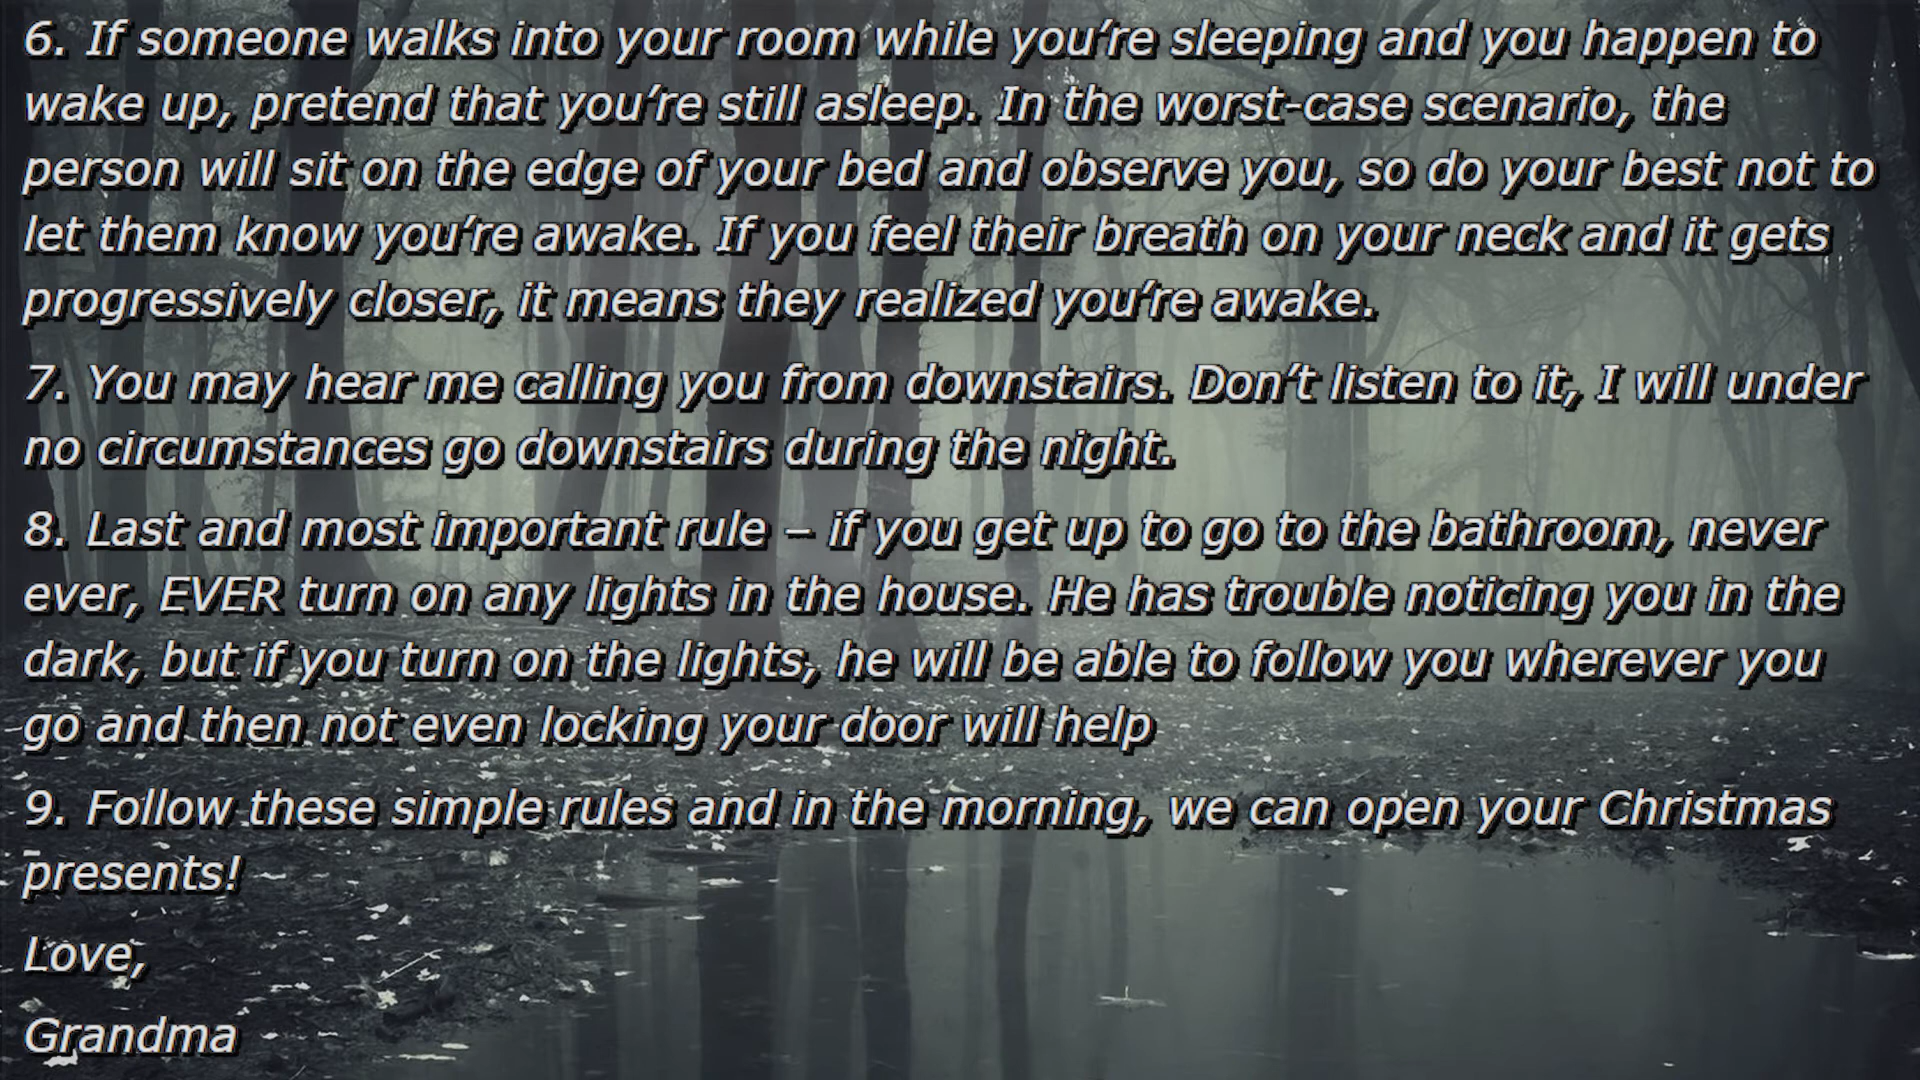 6. If someone walks into your room while you’re sleeping and you happen to
wake up, pretend that you’re still asleep. In the worst-case scenario, the
person will sit on the edge of your bed and observe you, so do your best not to
let them know you’re awake. If you feel their breath on your neck and it gets
progressively closer, it means they realized you’re awake.
7. You may hear me calling you from downstairs. Don’t listen to it, I will under
no circumstances go downstairs during the night.
8. Last and most important rule – if you get up to go to the bathroom, never
ever, EVER turn on any lights in the house. He has trouble noticing you in the
dark, but if you turn on the lights, he will be able to follow you wherever you
go and then not even locking your door will help
9. Follow these simple rules and in the morning, we can open your Christmas
presents!
Love,
Grandma